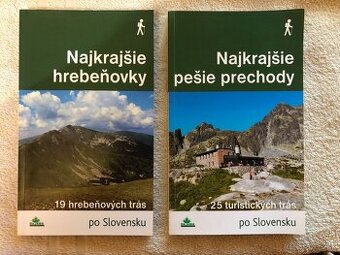 Najkrajšie
hrebeňovky
19 hrebeňových trás
po Slovensku
Najkrajšie
pešie prechody
25 turistických trás
po Slovensku